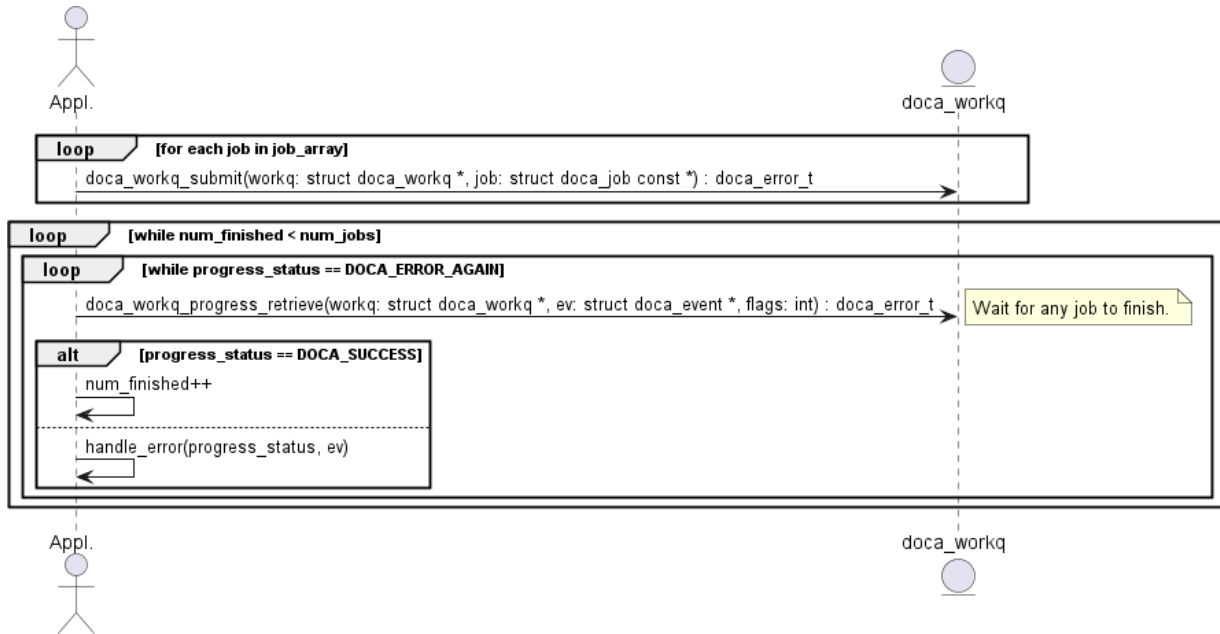 Appl.
doca_workq
loop [for each job in job_array]
doca_workq_submit(workq: struct doca_workq *, job: struct doca_job const *) : doca_error_t
loop [while num_finished < num_jobs]
loop [while progress_status == DOCA_ERROR_AGAIN]
doca_workq_progress_retrieve(workq: struct doca_workq *, ev: struct doca_event *, flags: int) : doca_error_t
Wait for any job to finish.
alt [progress_status == DOCA_SUCCESS]
num_finished++
handle_error(progress_status, ev)
Appl.
doca_workq